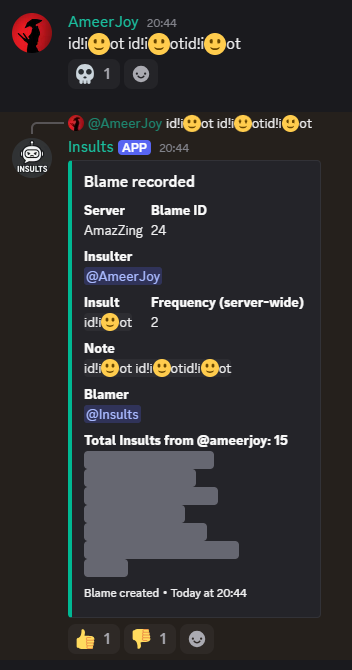 AmeerJoy 20:44
id!i🙂ot id!i🙂otid!i🙂ot
💀 1
@AmeerJoy id!i🙂ot id!i🙂otid!i🙂ot
INSULTS
Insults APP 20:44
Blame recorded
Server Blame ID
AmazZing 24
Insulter
@AmeerJoy
Insult Frequency (server-wide)
id!i🙂ot 2
Note
id!i🙂ot id!i🙂otid!i🙂ot
Blamer
@Insults
Total Insults from @ameerjoy: 15
Blame created • Today at 20:44
👍 1 👎 1